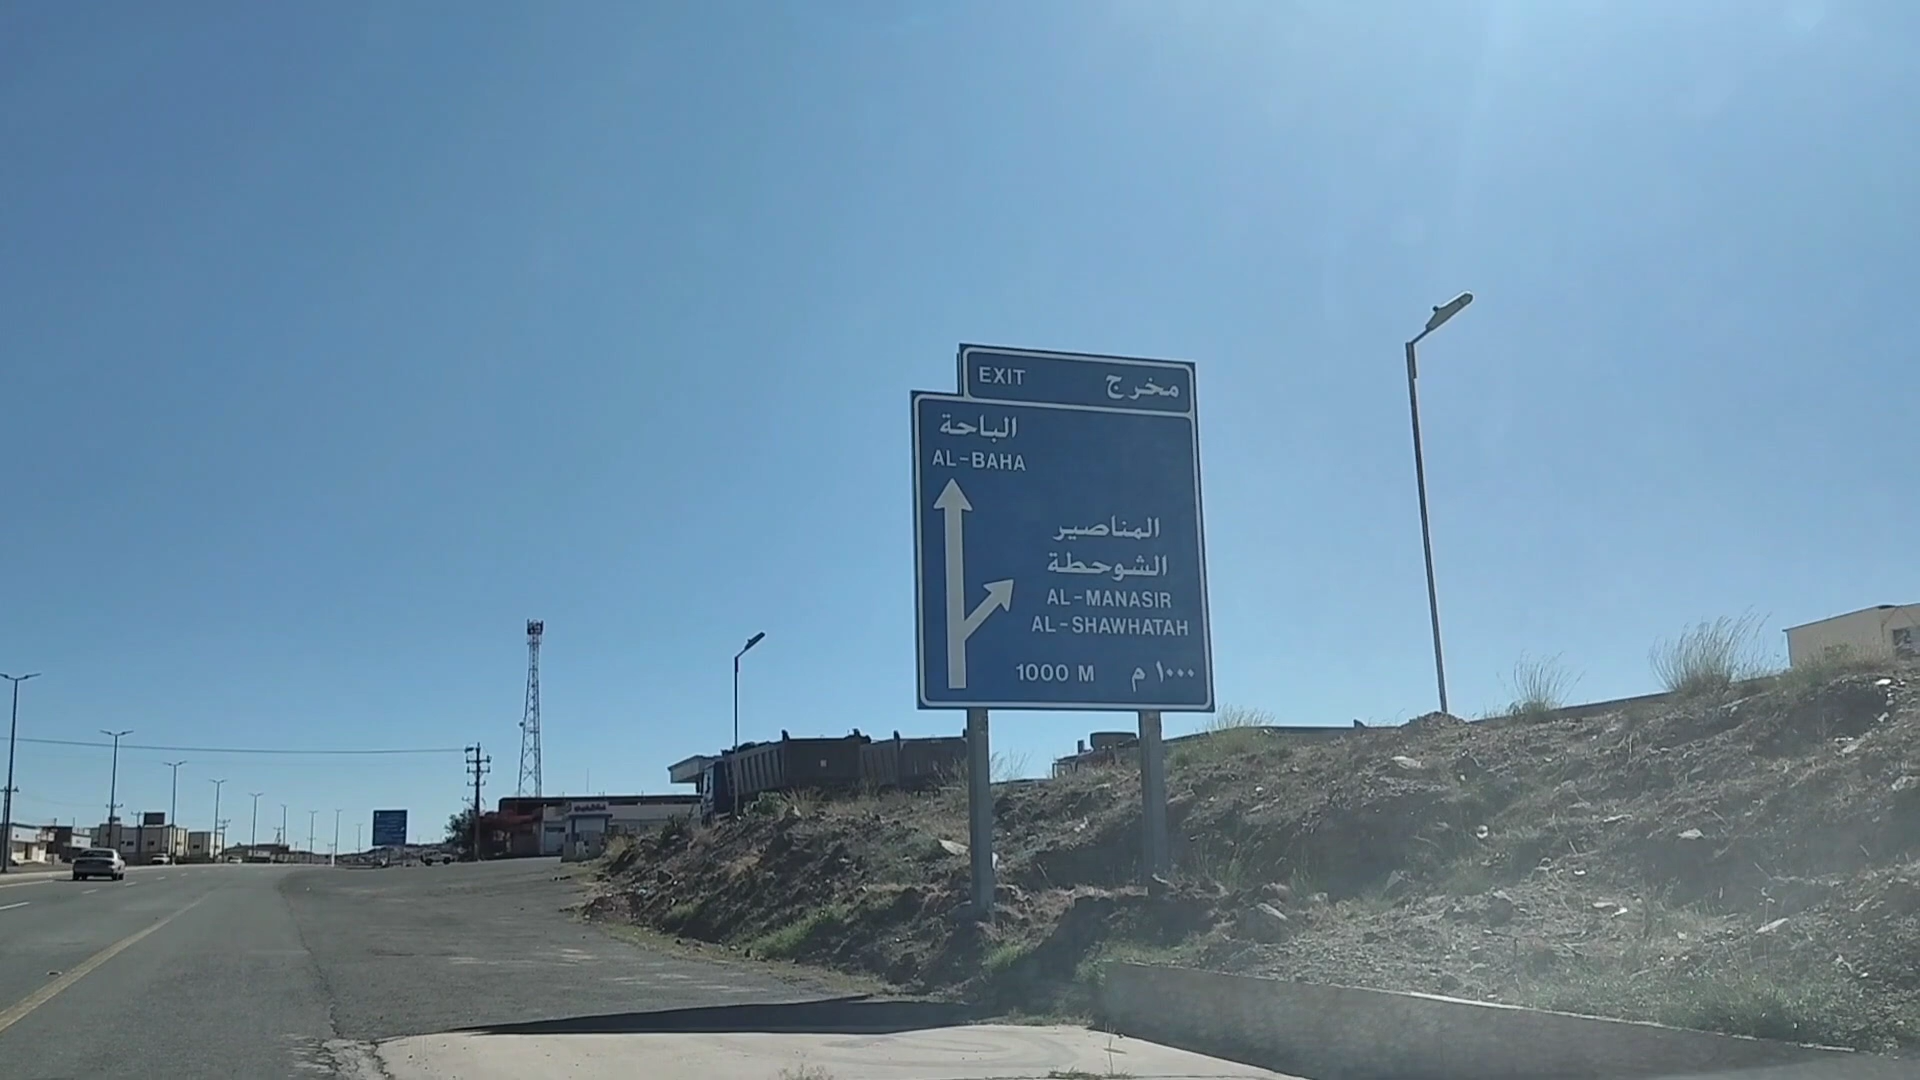 EXIT مخرج
الباحة
AL-BAHA
المناصير
الشوحطة
AL-MANASIR
AL-SHAWHATAH
1000 M ١٠٠٠ م